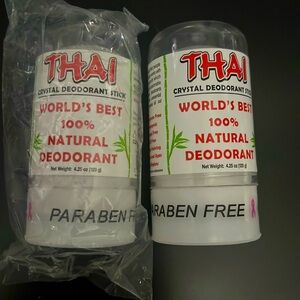 THAI
CRYSTAL DEODORANT STICK
WORLD'S BEST
100%
NATURAL
DEODORANT
Net Weight: 4.25 oz (120 g)
PARABEN F
THAI
CRYSTAL DEODORANT STICK
WORLD'S BEST
100%
NATURAL
DEODORANT
Net Weight: 4.25 oz (120 g)
ARABEN FREE